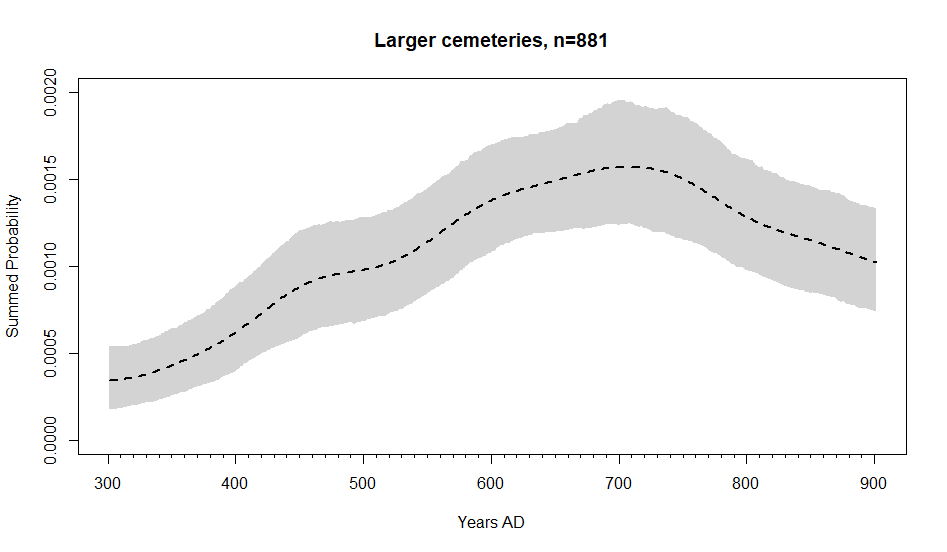 Larger cemeteries, n=881
Summed Probability
0.0020
0.0015
0.0010
0.0005
0.0000
300 400 500 600 700 800 900
Years AD